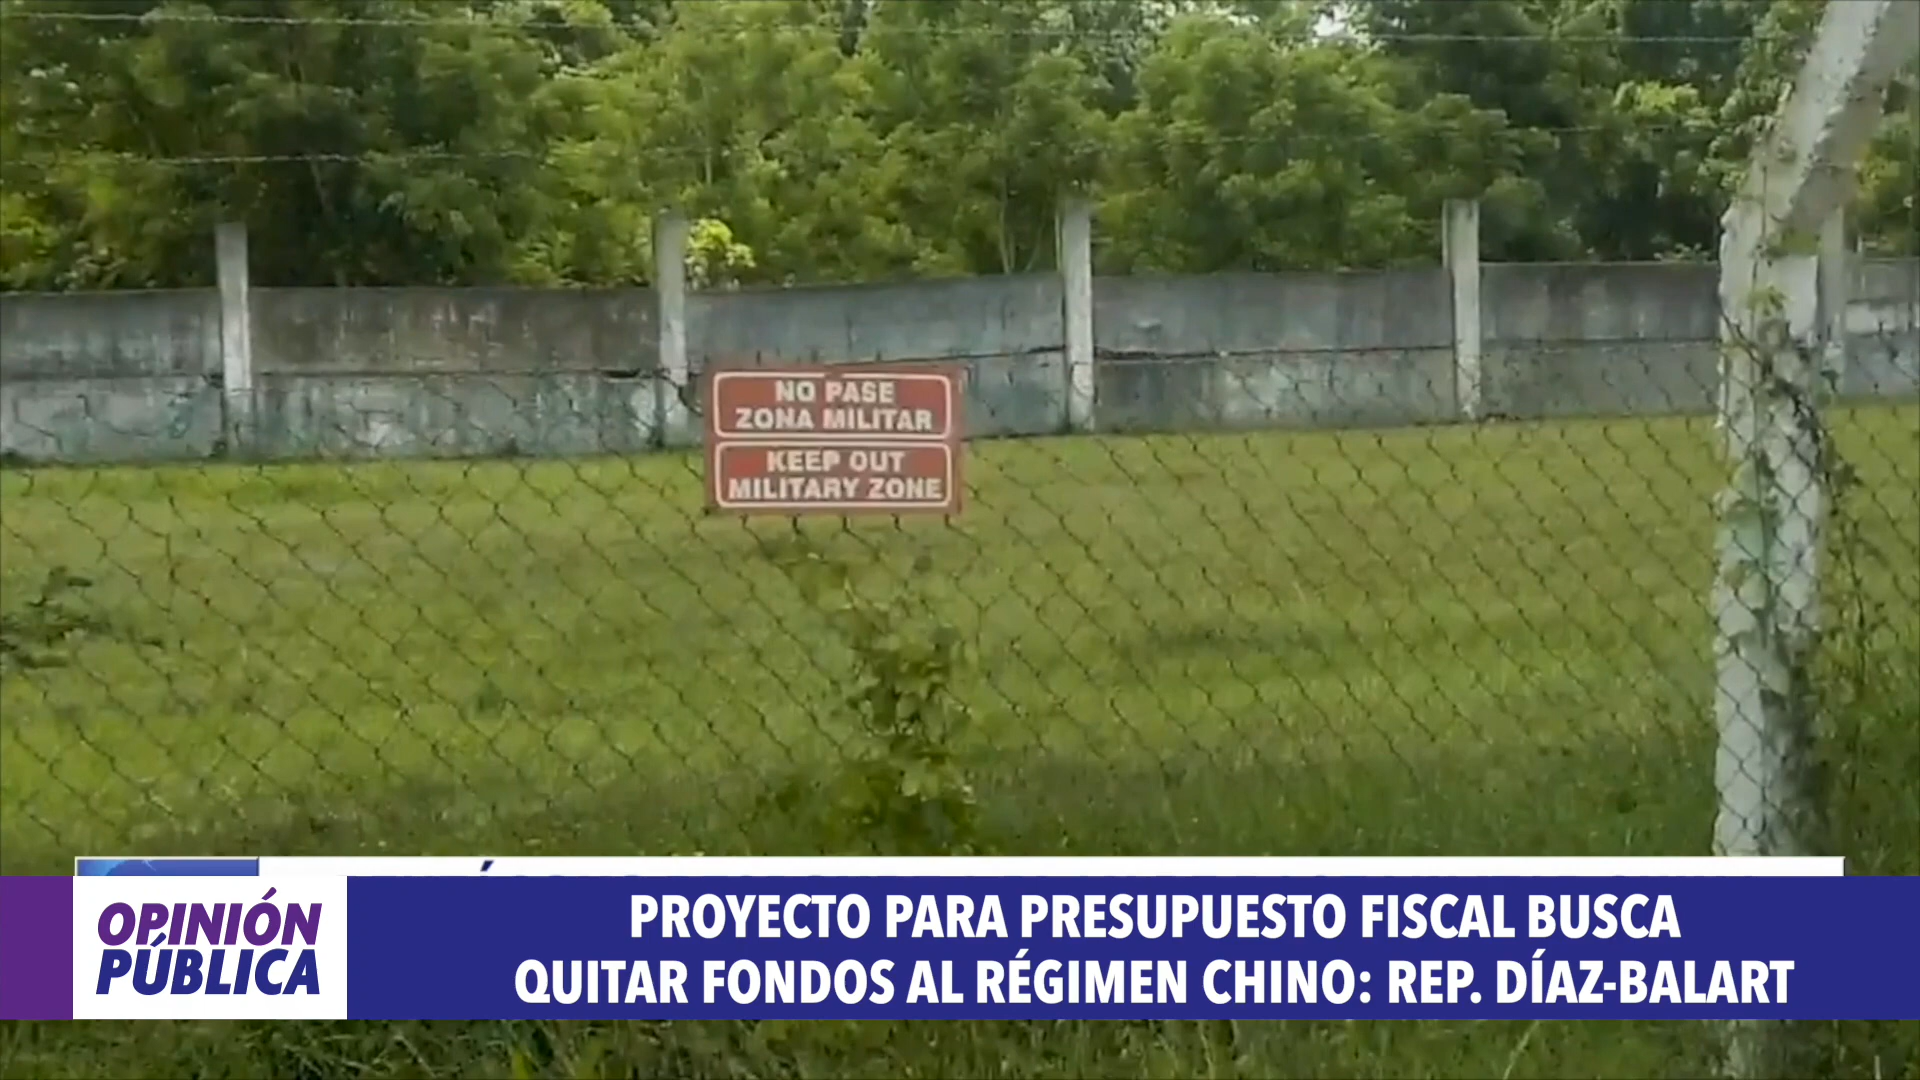 NO PASE
ZONA MILITAR
KEEP OUT
MILITARY ZONE
OPINIÓN
PÚBLICA
PROYECTO PARA PRESUPUESTO FISCAL BUSCA
QUITAR FONDOS AL RÉGIMEN CHINO: REP. DÍAZ-BALART